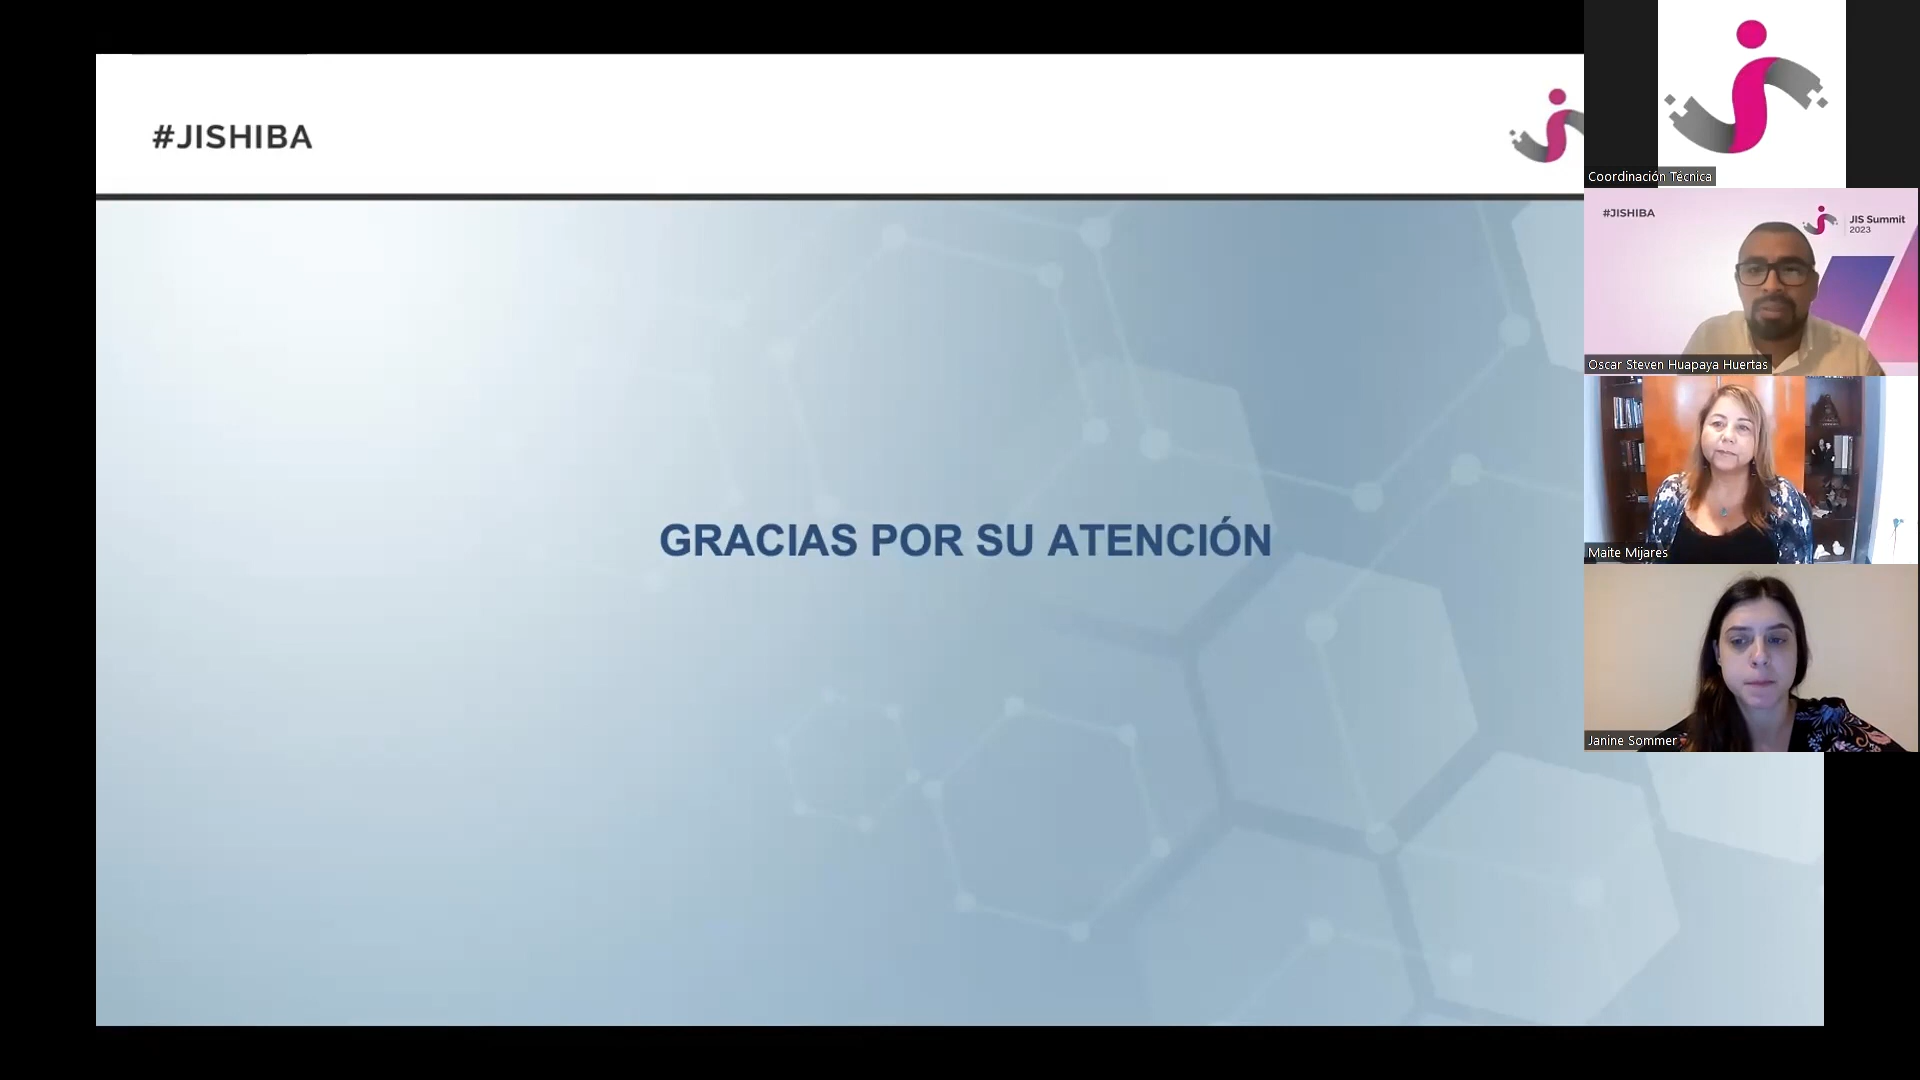 #JISHIBA
GRACIAS POR SU ATENCIÓN
Coordinación Técnica
#JISHIBA
JIS Summit
2023
Oscar Steven Huapaya Huertas
Maite Mijares
Janine Sommer